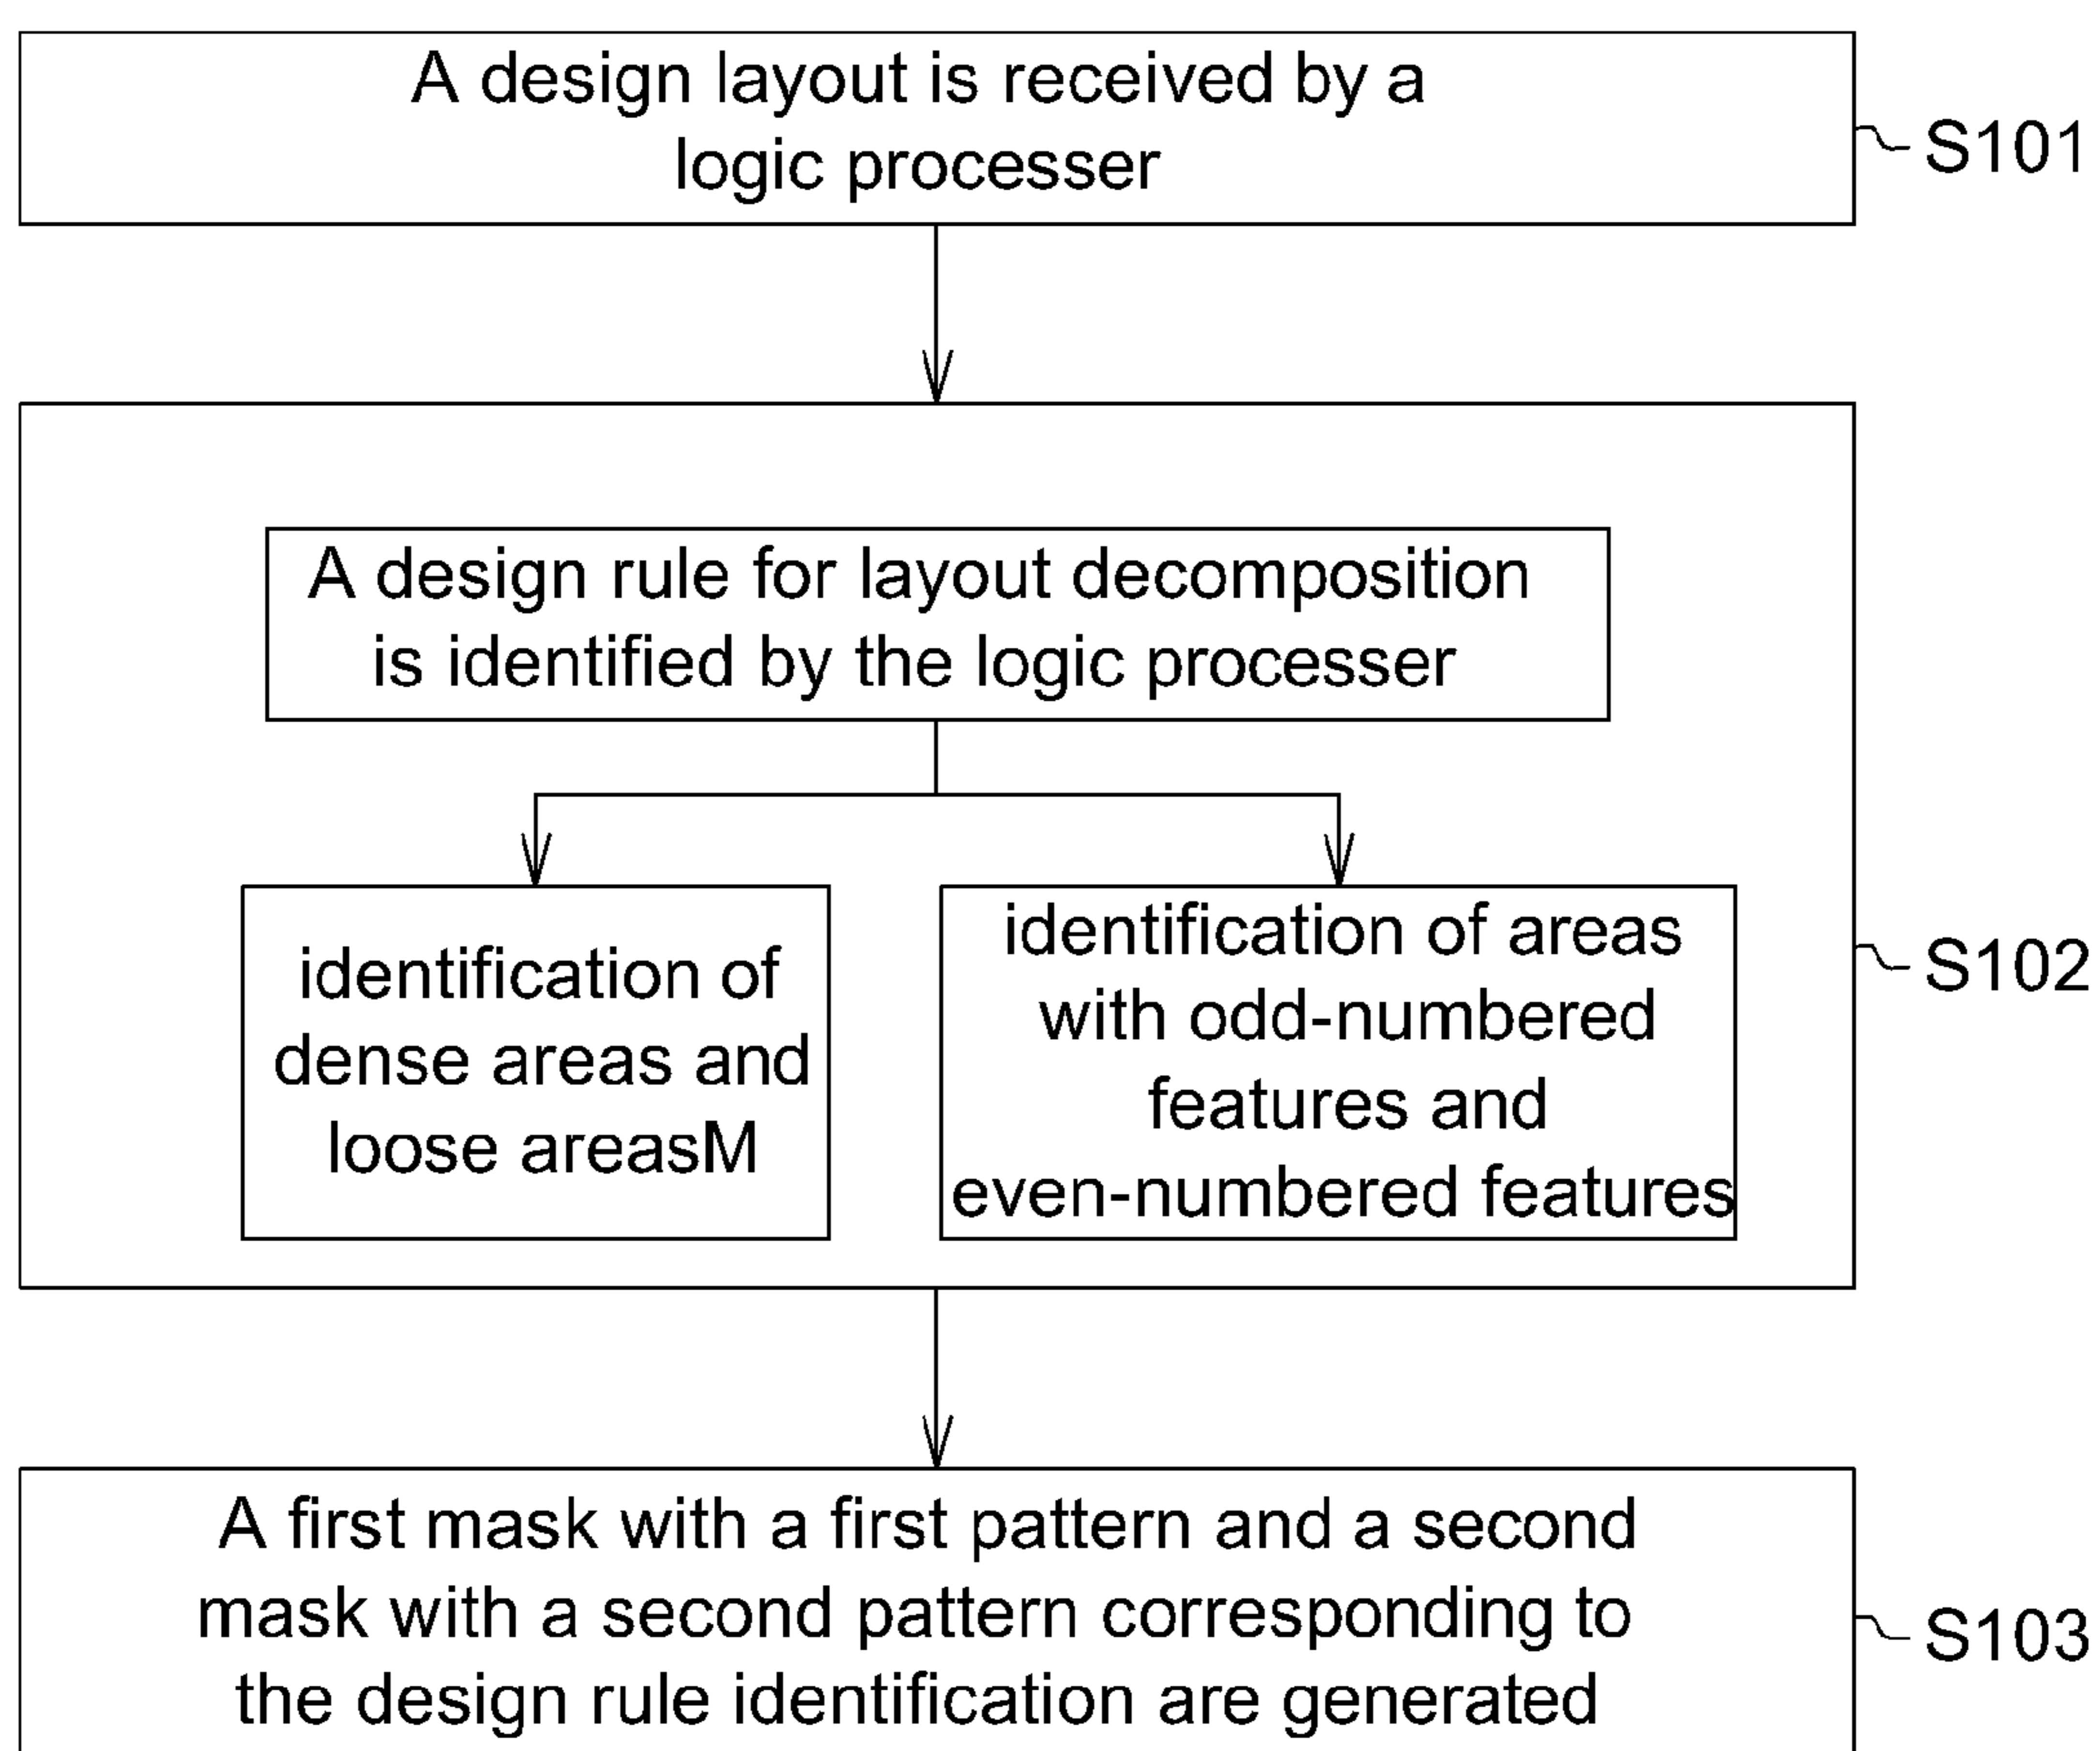 A design layout is received by a
logic processer
S101
A design rule for layout decomposition
is identified by the logic processer
identification of
dense areas and
loose areasM
identification of areas
with odd-numbered
features and
even-numbered features
S102
A first mask with a first pattern and a second
mask with a second pattern corresponding to
the design rule identification are generated
S103